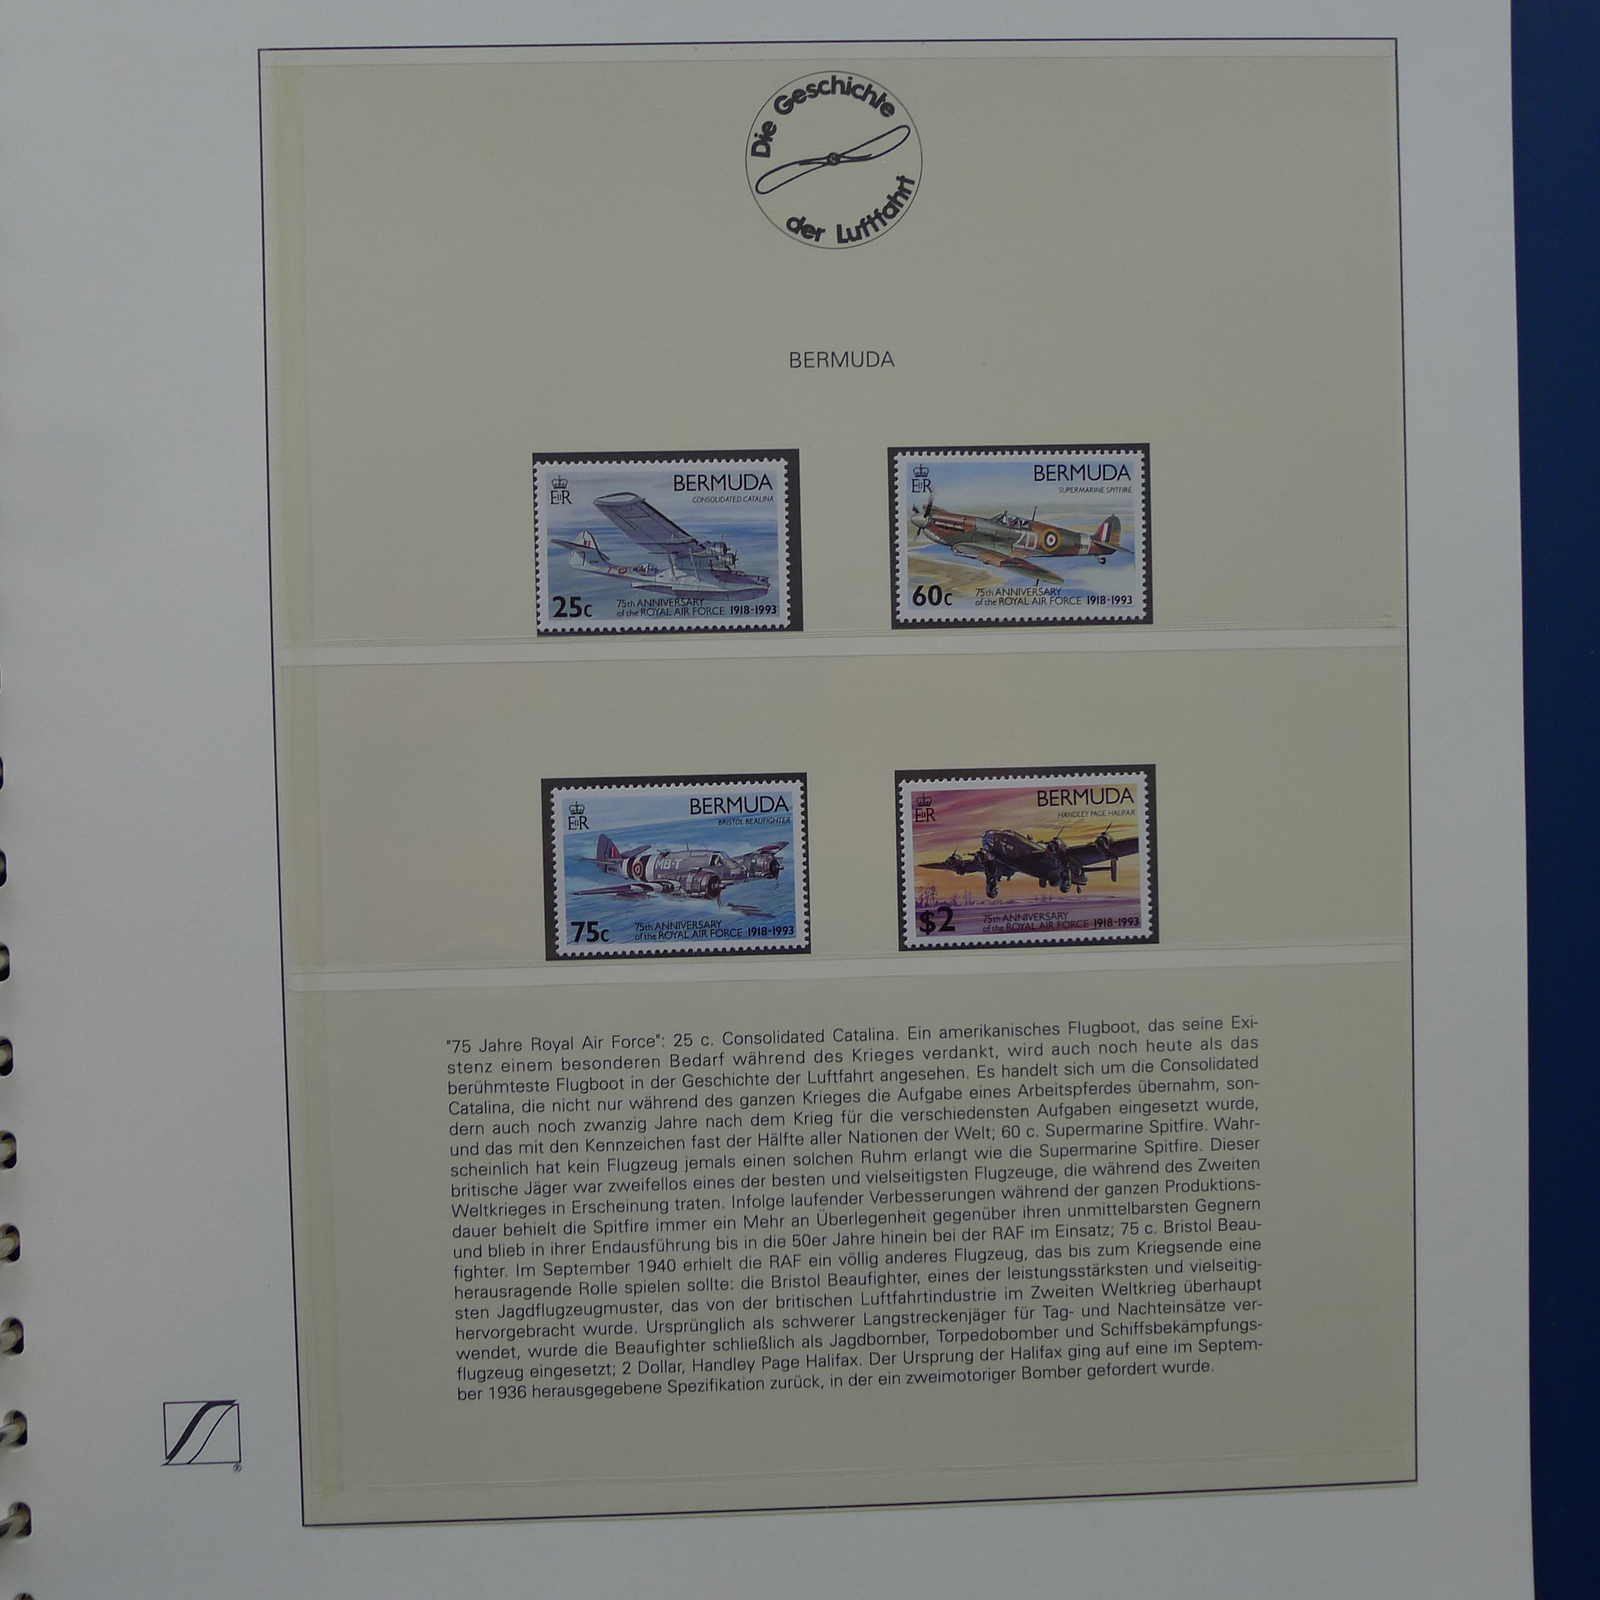 Die Geschichte
der Luftfahrt
BERMUDA
EIIR
BERMUDA
CONSOLIDATED CATALINA
25c
75th ANNIVERSARY
of the ROYAL AIR FORCE 1918-1993
EIIR
BERMUDA
SUPERMARINE SPITFIRE
ZD
60c
75th ANNIVERSARY
of the ROYAL AIR FORCE 1918-1993
EIIR
BERMUDA
BRISTOL BEAUFIGHTER
MB-T
75c
75th ANNIVERSARY
of the ROYAL AIR FORCE 1918-1993
EIIR
BERMUDA
HANDLEY PAGE HALIFAX
$2
75th ANNIVERSARY
of the ROYAL AIR FORCE 1918-1993
"75 Jahre Royal Air Force": 25 c. Consolidated Catalina. Ein amerikanisches Flugboot, das seine Exi-
stenz einem besonderen Bedarf während des Krieges verdankt, wird auch noch heute als das
berühmteste Flugboot in der Geschichte der Luftfahrt angesehen. Es handelt sich um die Consolidated
Catalina, die nicht nur während des ganzen Krieges die Aufgabe eines Arbeitspferdes übernahm, son-
dern auch noch zwanzig Jahre nach dem Krieg für die verschiedensten Aufgaben eingesetzt wurde,
und das mit den Kennzeichen fast der Hälfte aller Nationen der Welt; 60 c. Supermarine Spitfire. Wahr-
scheinlich hat kein Flugzeug jemals einen solchen Ruhm erlangt wie die Supermarine Spitfire. Dieser
britische Jäger war zweifellos eines der besten und vielseitigsten Flugzeuge, die während des Zweiten
Weltkrieges in Erscheinung traten. Infolge laufender Verbesserungen während der ganzen Produktions-
dauer behielt die Spitfire immer ein Mehr an Überlegenheit gegenüber ihren unmittelbarsten Gegnern
und blieb in ihrer Endausführung bis in die 50er Jahre hinein bei der RAF im Einsatz; 75 c. Bristol Beau-
fighter. Im September 1940 erhielt die RAF ein völlig anderes Flugzeug, das bis zum Kriegsende eine
herausragende Rolle spielen sollte: die Bristol Beaufighter, eines der leistungsstärksten und vielseitig-
sten Jagdflugzeugmuster, das von der britischen Luftfahrtindustrie im Zweiten Weltkrieg überhaupt
hervorgebracht wurde. Ursprünglich als schwerer Langstreckenjäger für Tag- und Nachteinsätze ver-
wendet, wurde die Beaufighter schließlich als Jagdbomber, Torpedobomber und Schiffsbekämpfungs-
flugzeug eingesetzt; 2 Dollar, Handley Page Halifax. Der Ursprung der Halifax ging auf eine im Septem-
ber 1936 herausgegebene Spezifikation zurück, in der ein zweimotoriger Bomber gefordert wurde.